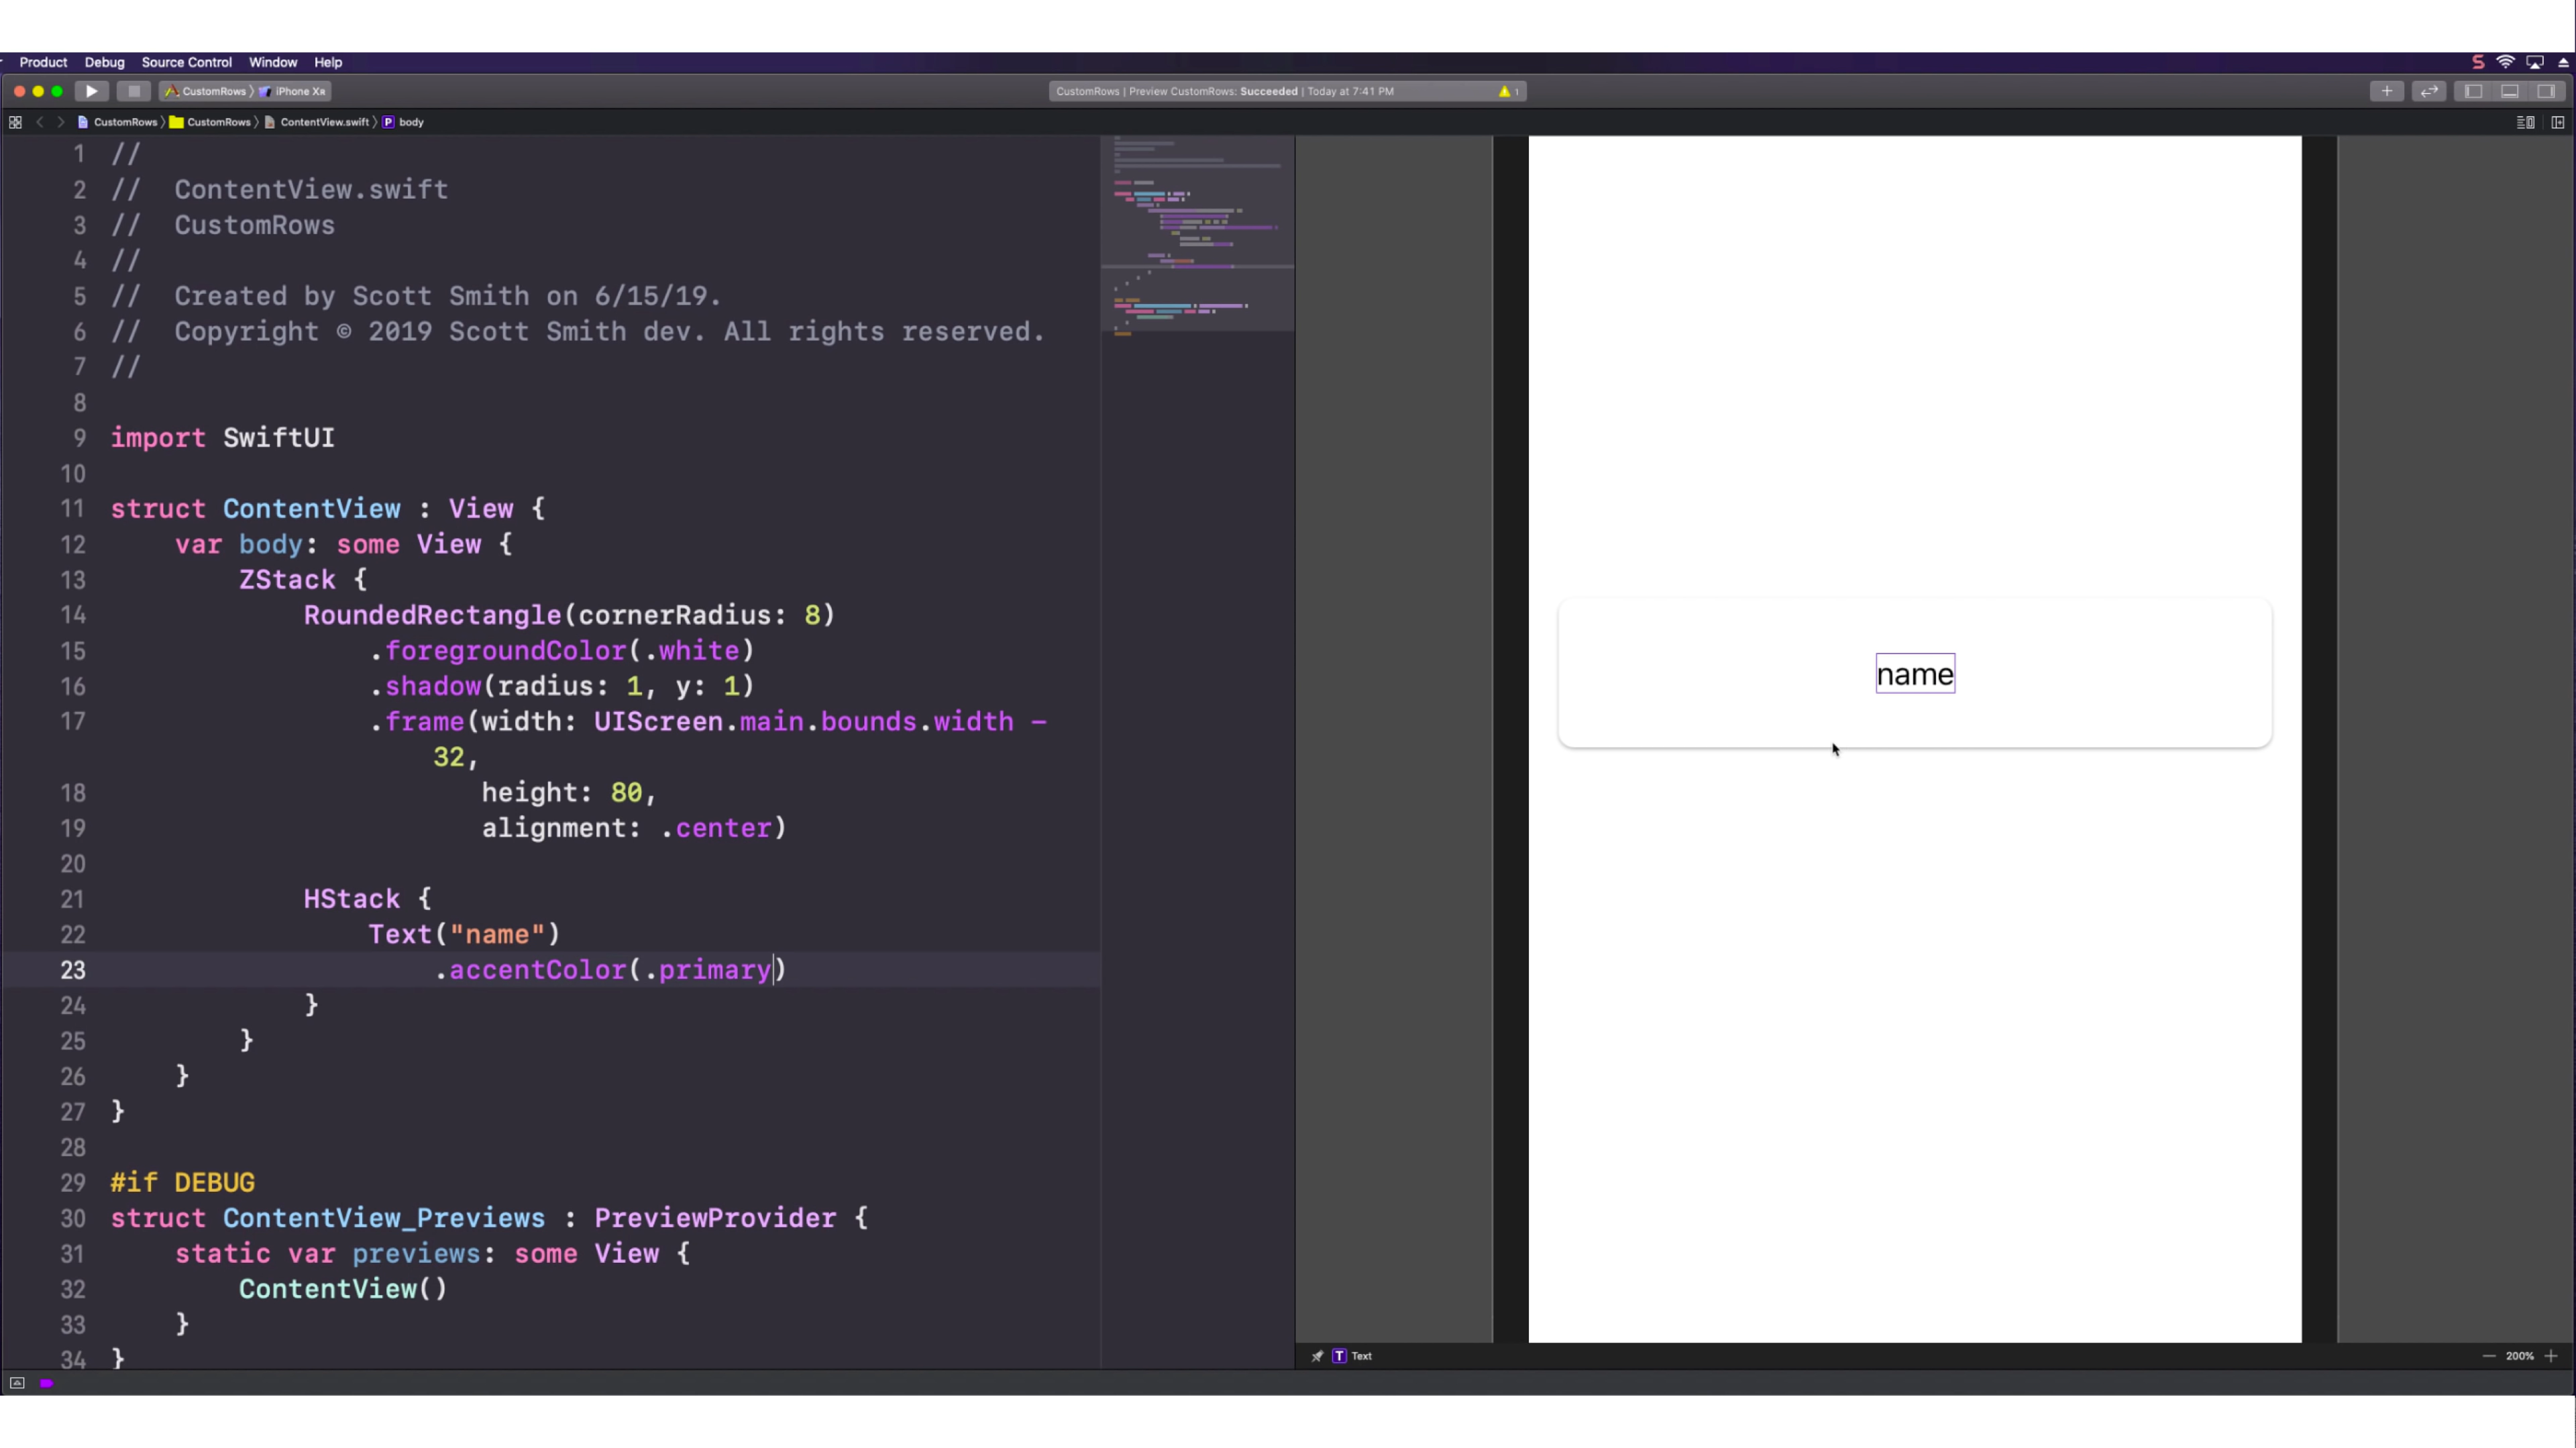 Product Debug Source Control Window Help
CustomRows iPhone XR
CustomRows | Preview CustomRows: Succeeded | Today at 7:41 PM 1
CustomRows CustomRows ContentView.swift P body
1 //
2 //  ContentView.swift
3 //  CustomRows
4 //
5 //  Created by Scott Smith on 6/15/19.
6 //  Copyright © 2019 Scott Smith dev. All rights reserved.
7 //
8
9 import SwiftUI
10
11 struct ContentView : View {
12     var body: some View {
13         ZStack {
14             RoundedRectangle(cornerRadius: 8)
15                 .foregroundColor(.white)
16                 .shadow(radius: 1, y: 1)
17                 .frame(width: UIScreen.main.bounds.width -
32,
18                        height: 80,
19                        alignment: .center)
20
21             HStack {
22                 Text("name")
23                     .accentColor(.primary)
24             }
25         }
26     }
27 }
28
29 #if DEBUG
30 struct ContentView_Previews : PreviewProvider {
31     static var previews: some View {
32         ContentView()
33     }
34 }
name
T Text
200%